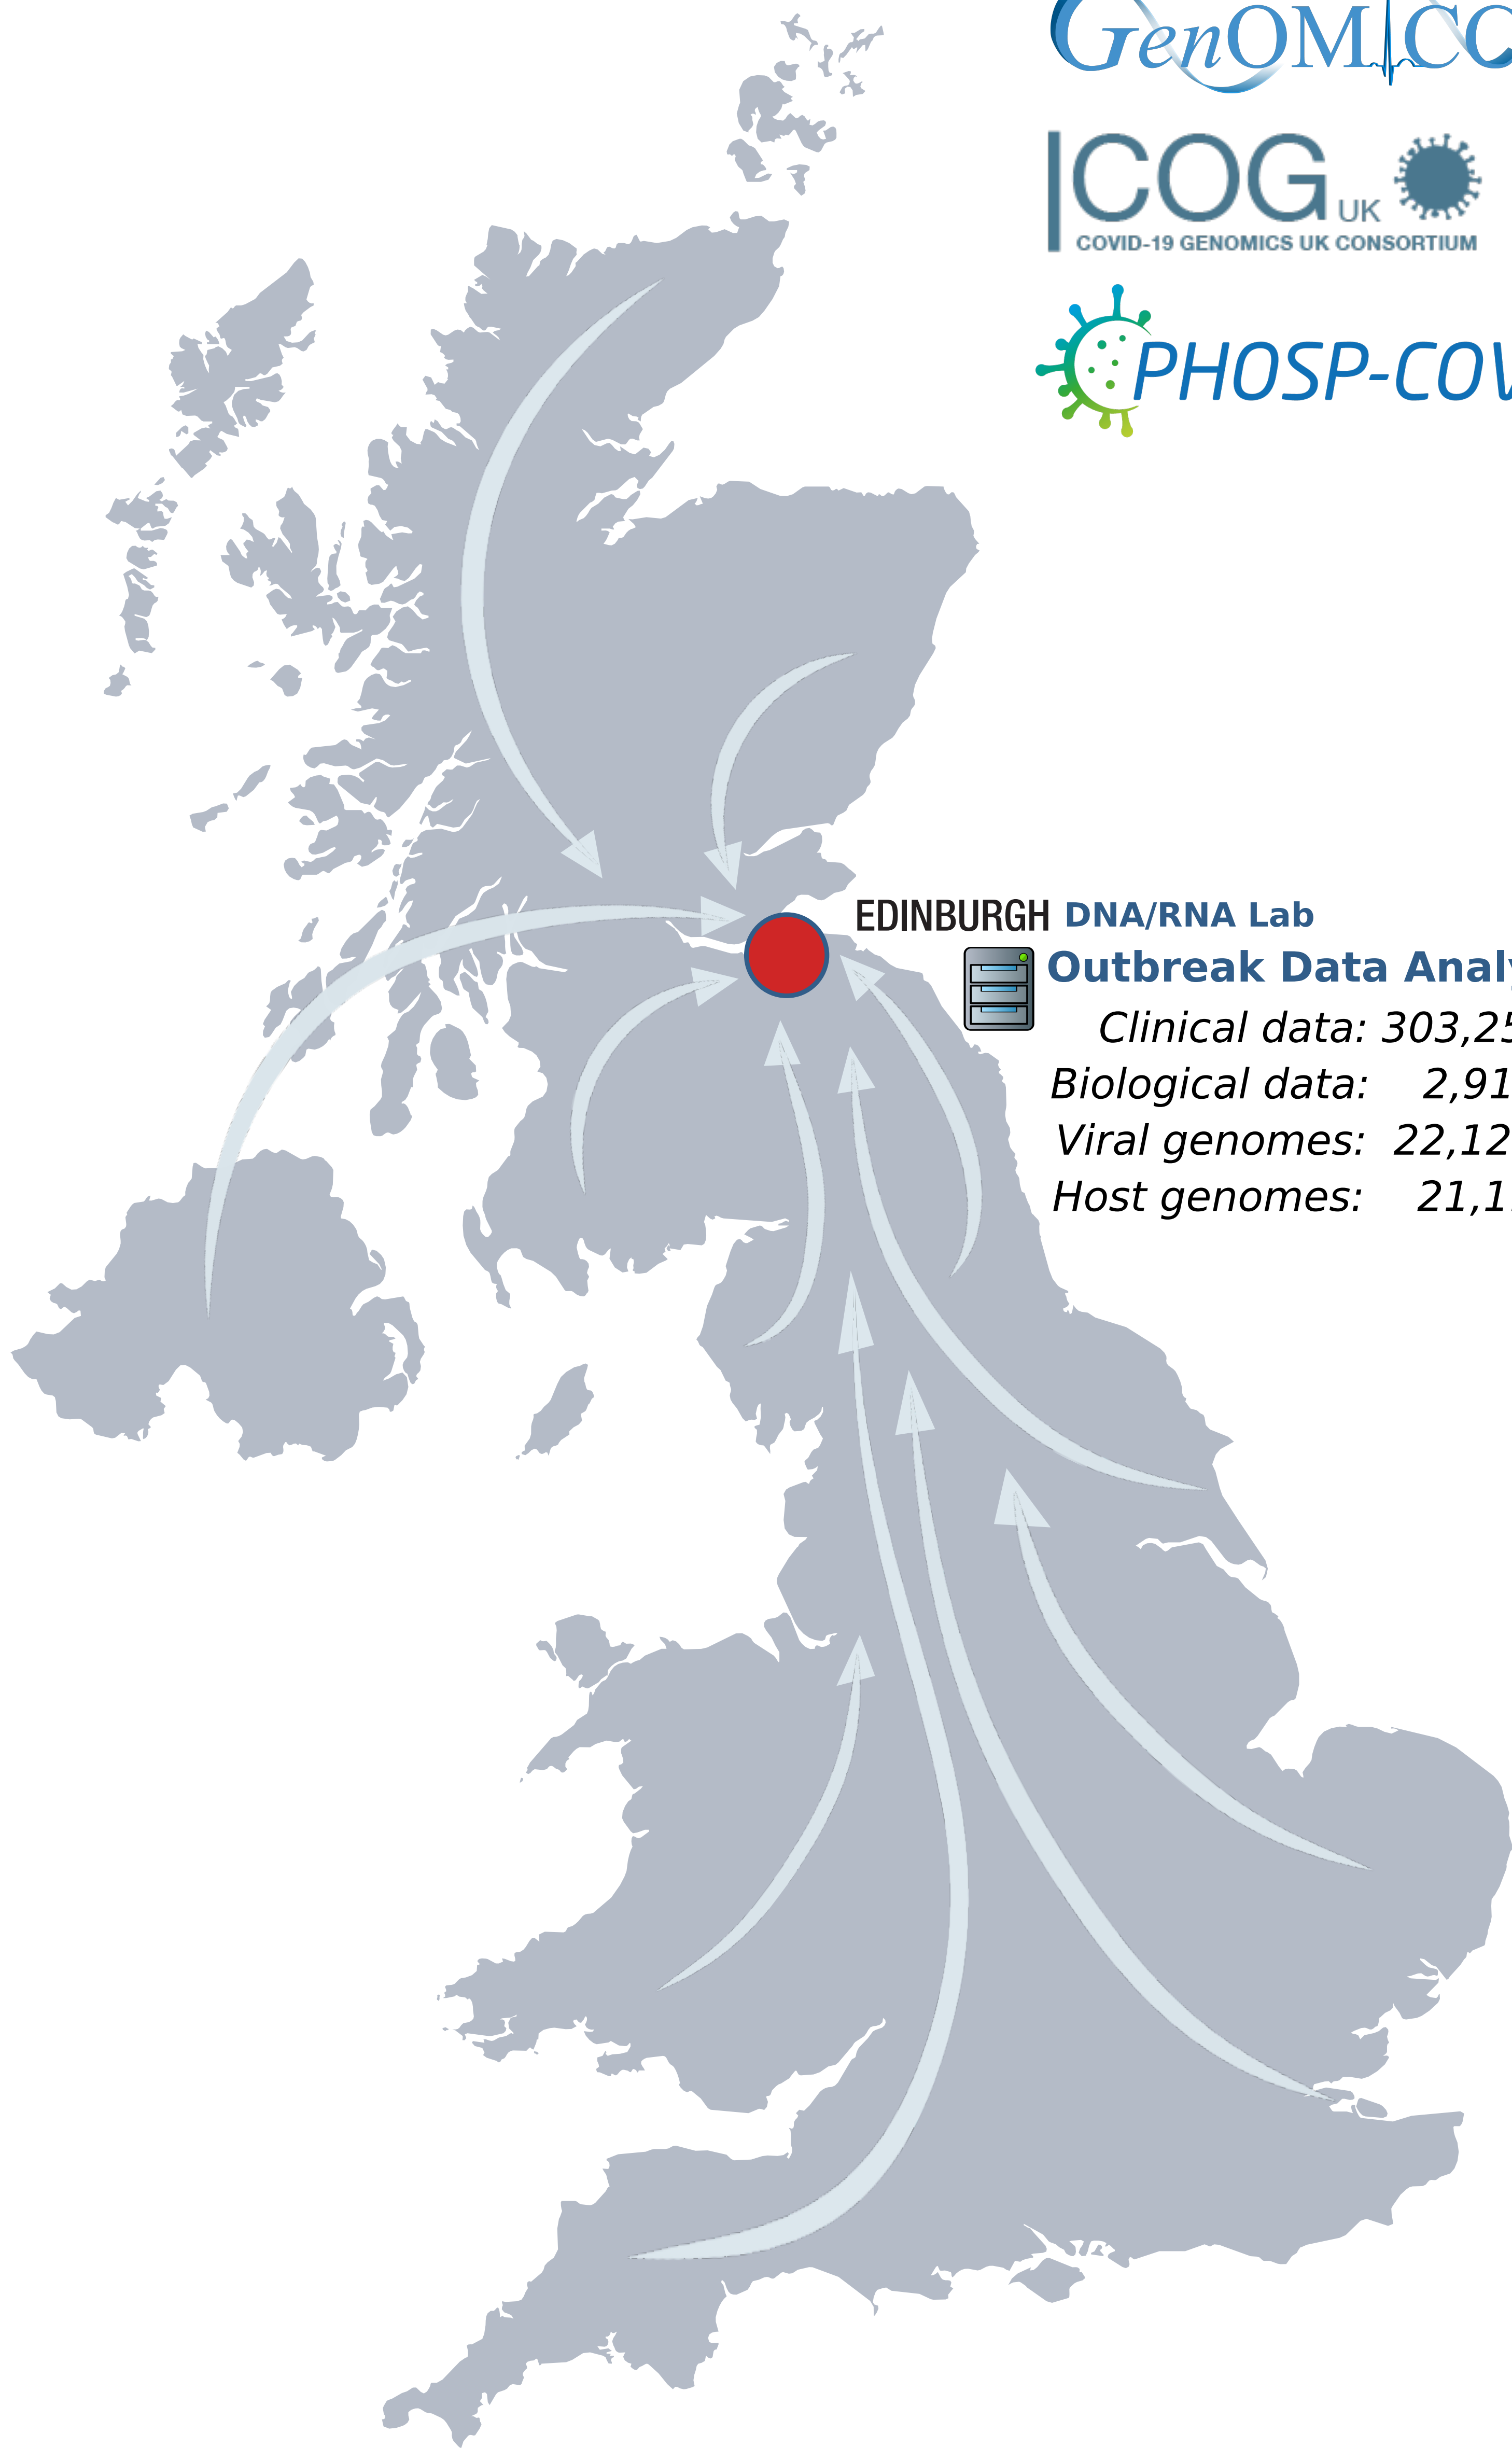 GenOMICC
COG UK
COVID-19 GENOMICS UK CONSORTIUM
PHOSP-COV
EDINBURGH DNA/RNA Lab
Outbreak Data Analy
Clinical data: 303,25
Biological data: 2,91
Viral genomes: 22,12
Host genomes: 21,1